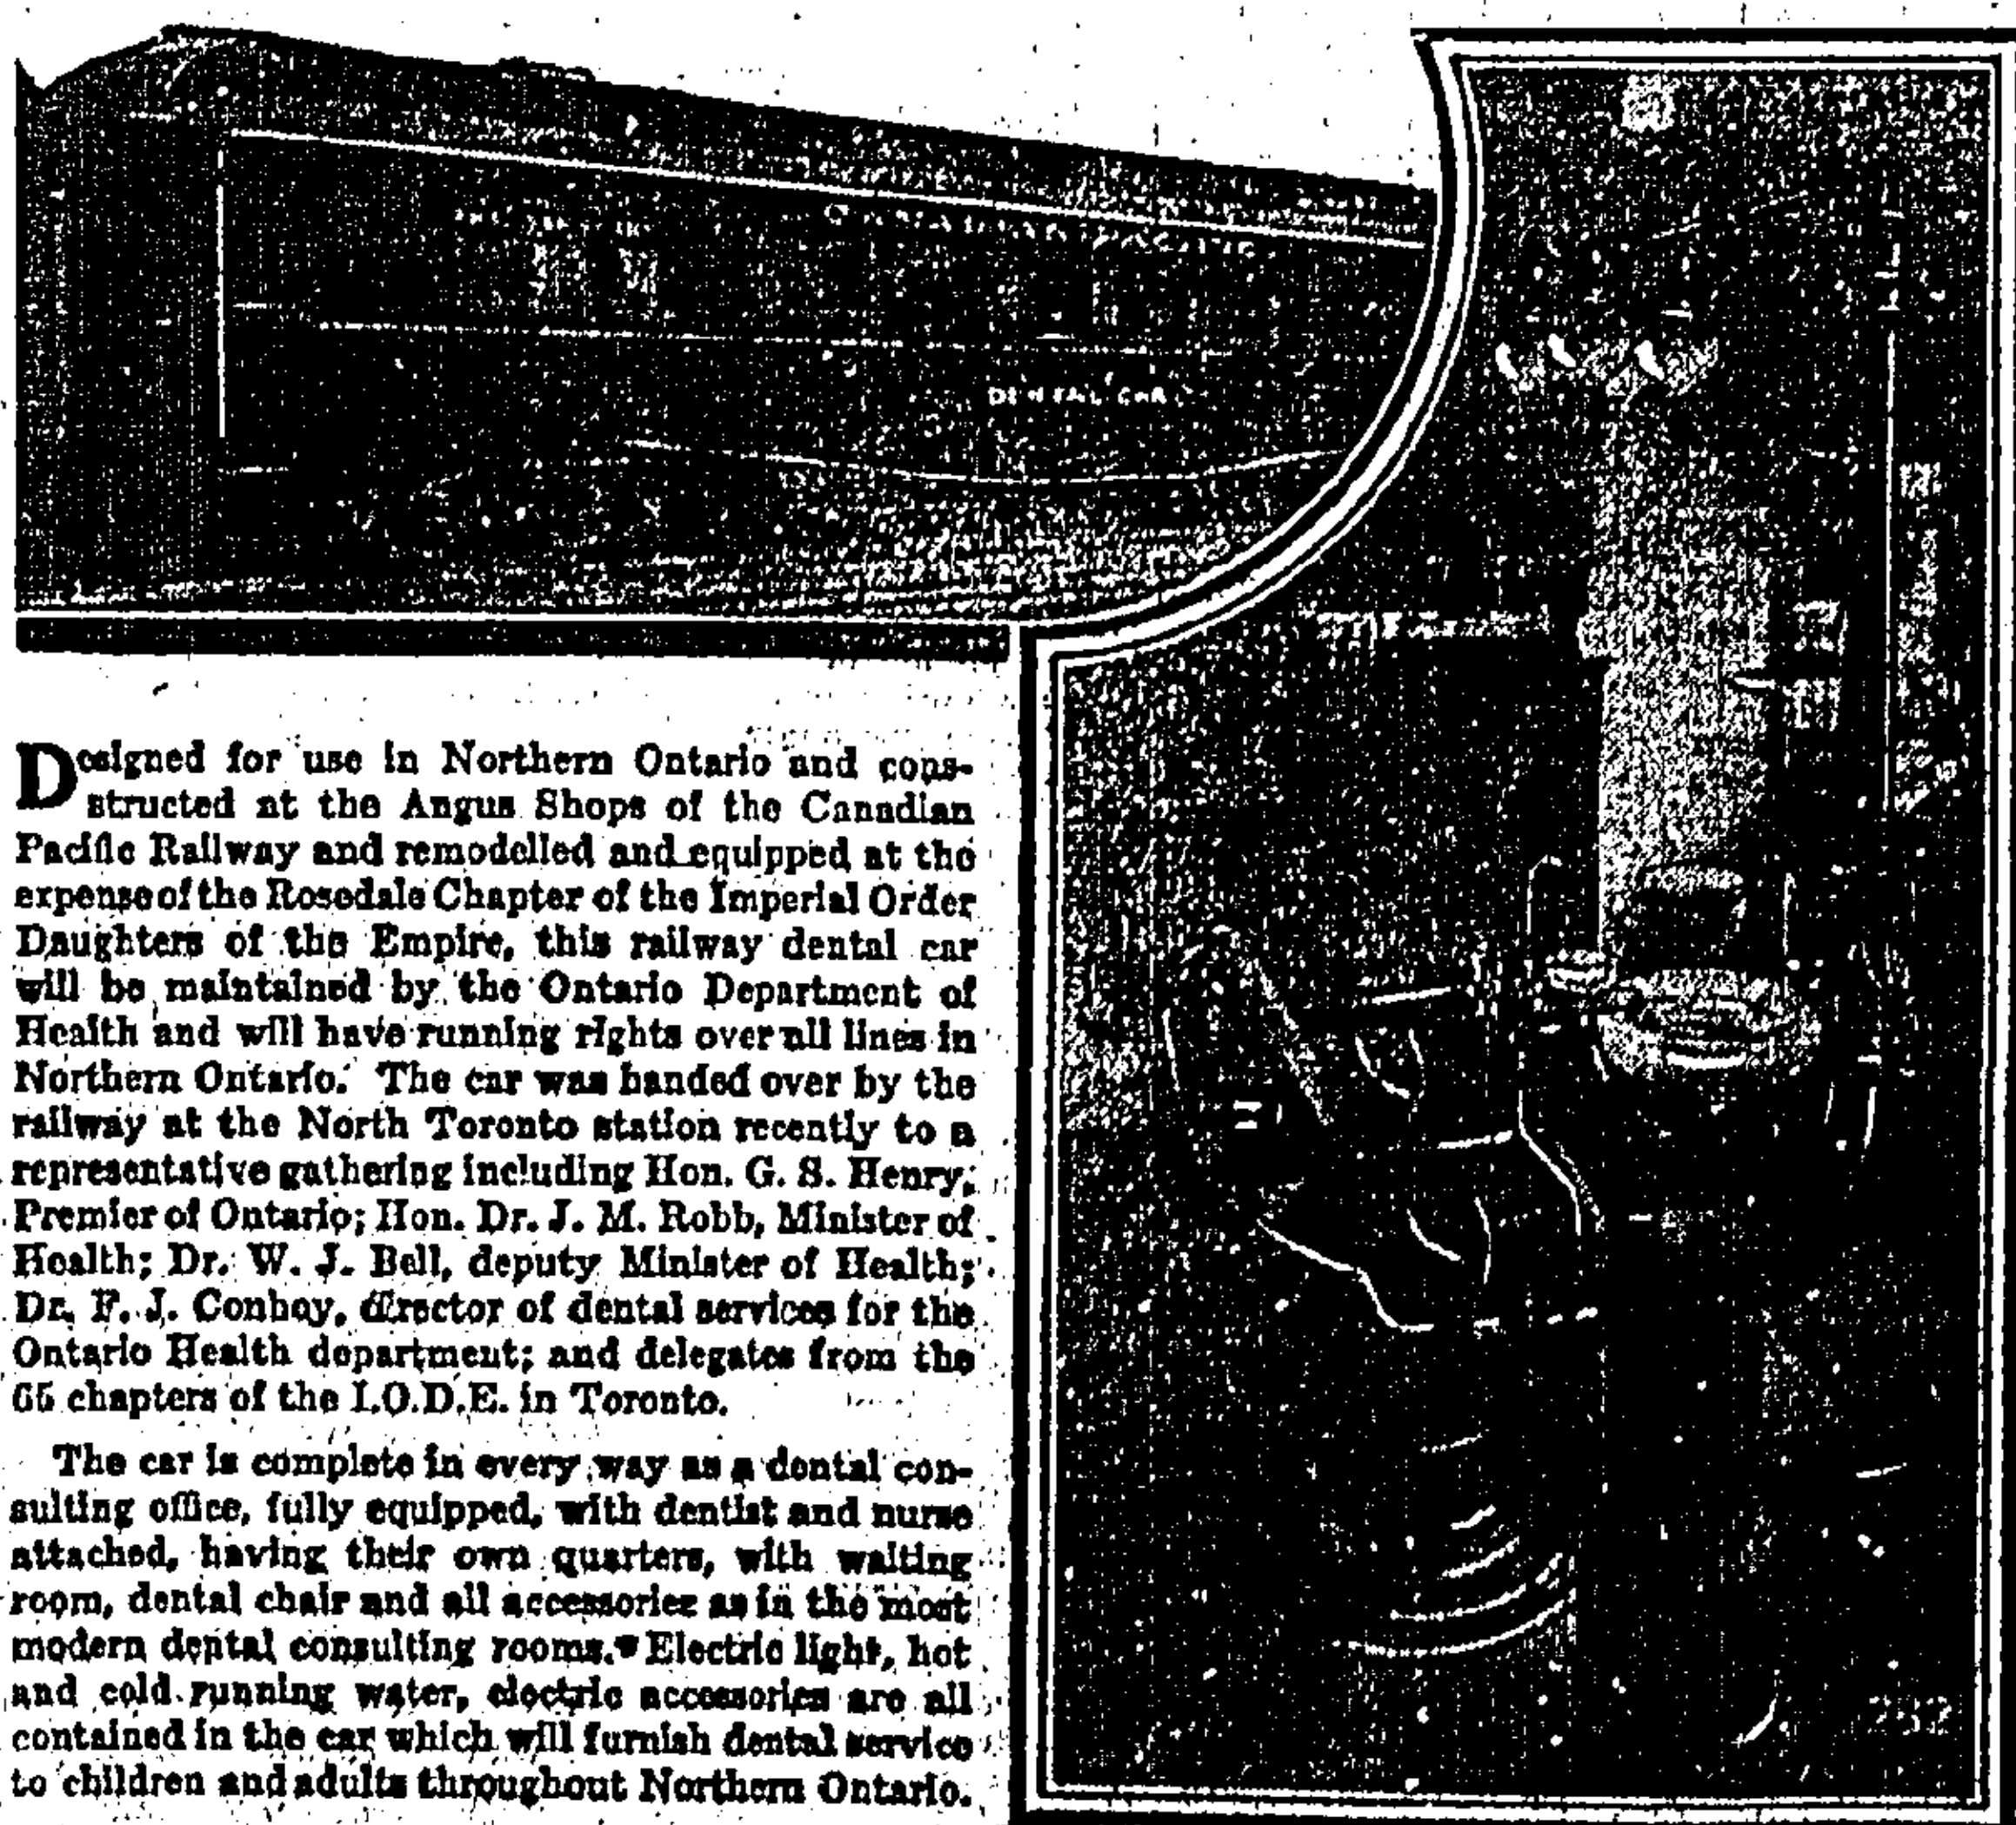 CANADIAN PACIFIC
DENTAL CAR
Designed for use in Northern Ontario and cons-
structed at the Angus Shops of the Canadian
Pacific Railway and remodelled and equipped at the
expense of the Rosedale Chapter of the Imperial Order
Daughters of the Empire, this railway dental car
will be maintained by the Ontario Department of
Health and will have running rights over all lines in
Northern Ontario. The car was handed over by the
railway at the North Toronto station recently to a
representative gathering including Hon. G. S. Henry,
Premier of Ontario; Hon. Dr. J. M. Robb, Minister of
Health; Dr. W. J. Bell, deputy Minister of Health;
Dr. F. J. Conboy, director of dental services for the
Ontario Health department; and delegates from the
65 chapters of the I.O.D.E. in Toronto.
The car is complete in every way as a dental con-
sulting office, fully equipped, with dentist and nurse
attached, having their own quarters, with waiting
room, dental chair and all accessories as in the most
modern dental consulting rooms. Electric light, hot
and cold running water, electric accessories are all
contained in the car which will furnish dental service
to children and adults throughout Northern Ontario.
252